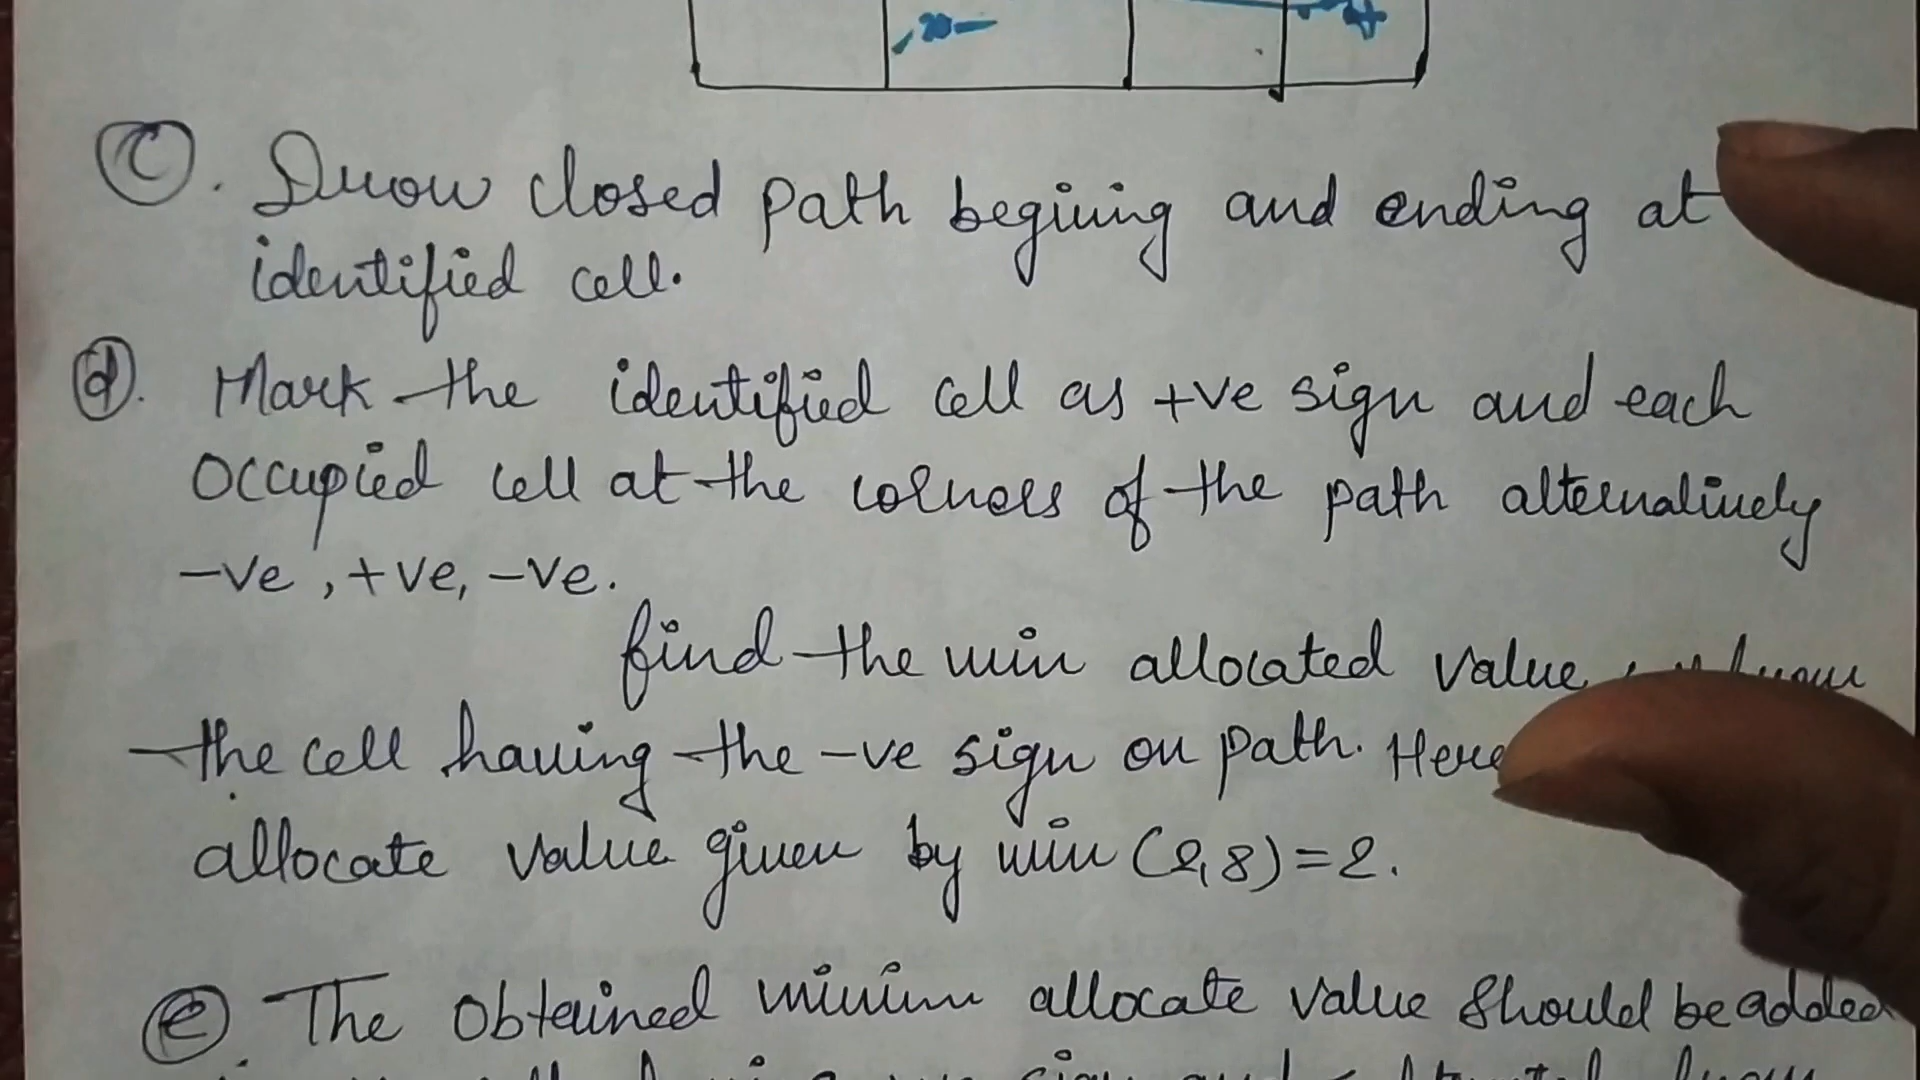 20
+
C. Draw closed path begining and ending at
identified cell.
d. Mark the identified cell as +ve sign and each
Occupied cell at the corners of the path alternatively
-ve, +ve, -ve.
find the min allocated value
the cell having the -ve sign on path. Here
allocate value given by min (2,8)=2.
e. The obtained minimum allocate value should be added